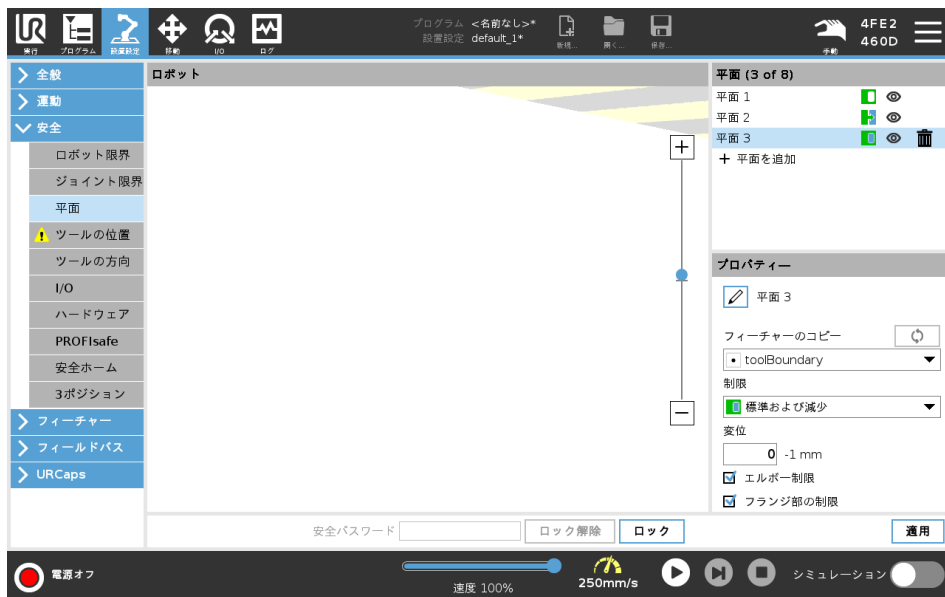 プログラム <名前なし>*
設置設定 default_1*
実行 プログラム 設置設定 移動 I/O ログ
新規... 開く... 保存...
手動
4FE2
460D
全般
運動
安全
ロボット限界
ジョイント限界
平面
ツールの位置
ツールの方向
I/O
ハードウェア
PROFIsafe
安全ホーム
3ポジション
フィーチャー
フィールドバス
URCaps
ロボット
平面 (3 of 8)
平面 1
平面 2
平面 3
平面を追加
プロパティー
平面 3
フィーチャーのコピー
toolBoundary
制限
標準および減少
変位
0 -1 mm
エルボー制限
フランジ部の制限
安全パスワード ロック解除 ロック 適用
電源オフ
速度 100%
250mm/s
シミュレーション